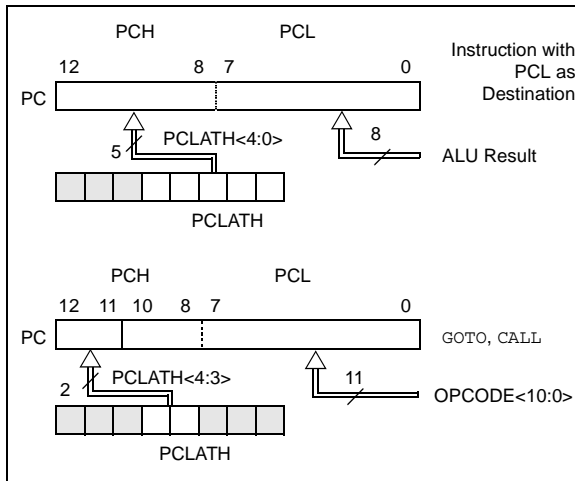 PCH PCL
12 8 7 0
Instruction with
PCL as
Destination
PC
5 PCLATH<4:0>
8
ALU Result
PCLATH
PCH PCL
12 11 10 8 7 0
PC
GOTO, CALL
2 PCLATH<4:3>
11
OPCODE<10:0>
PCLATH